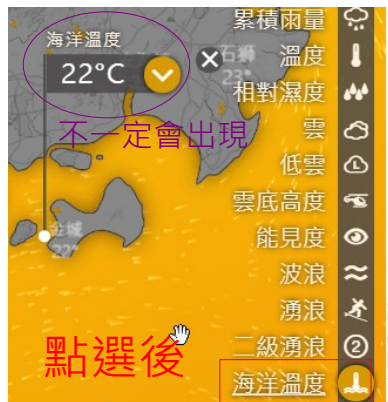 海洋溫度
22°C
不一定會出現
石獅
23°
金城
22°
點選後
累積雨量
溫度
相對濕度
雲
低雲
雲底高度
能見度
波浪
湧浪
二級湧浪
2
海洋溫度